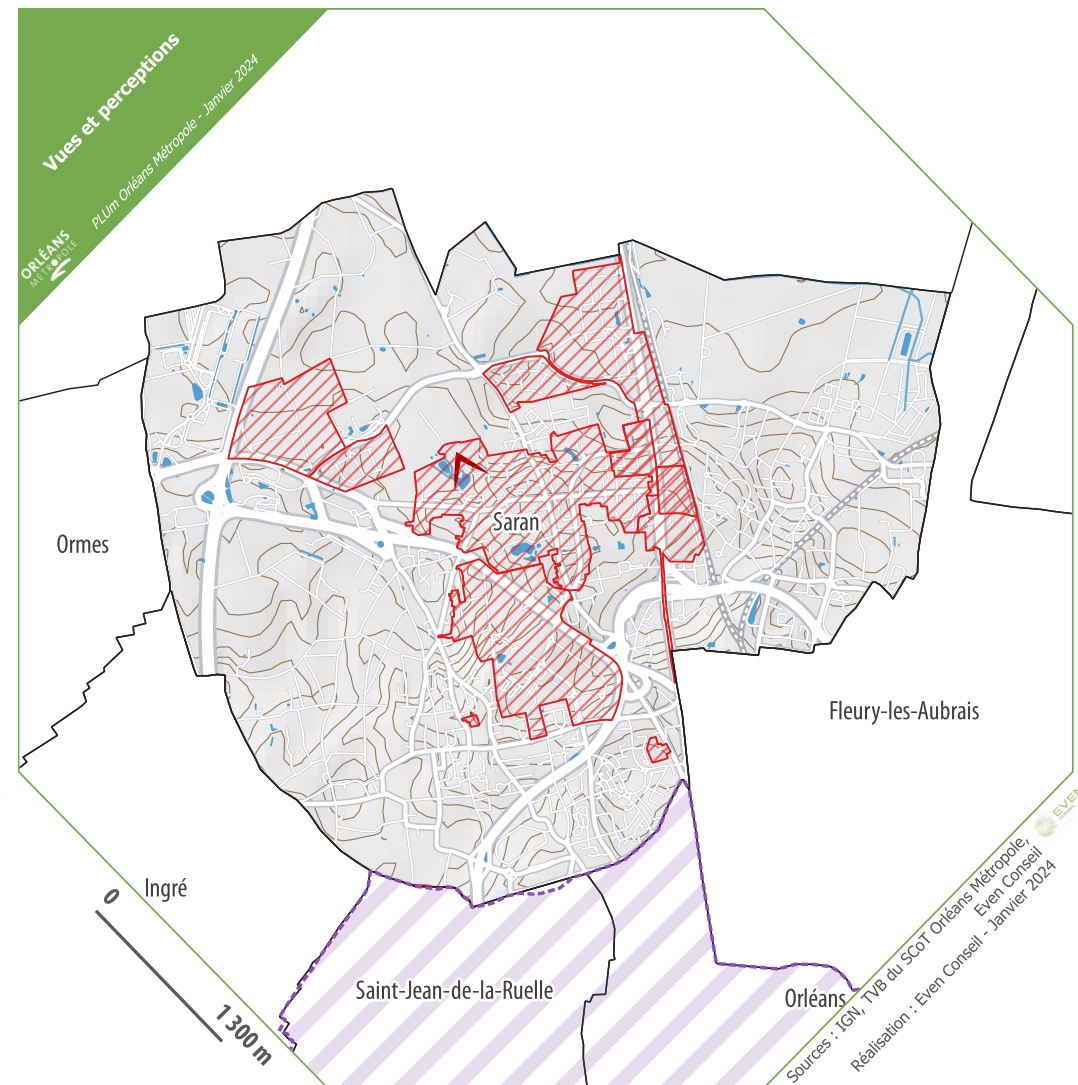 Vues et perceptions
PLUm Orléans Métropole - Janvier 2024
ORLÉANS
MÉTROPOLE
Saran
Ormes
Fleury-les-Aubrais
Ingré
Saint-Jean-de-la-Ruelle
Orléans
0
1 300 m
EVEN
Sources : IGN, TVB du SCoT Orléans Métropole,
Even Conseil
Réalisation : Even Conseil - Janvier 2024